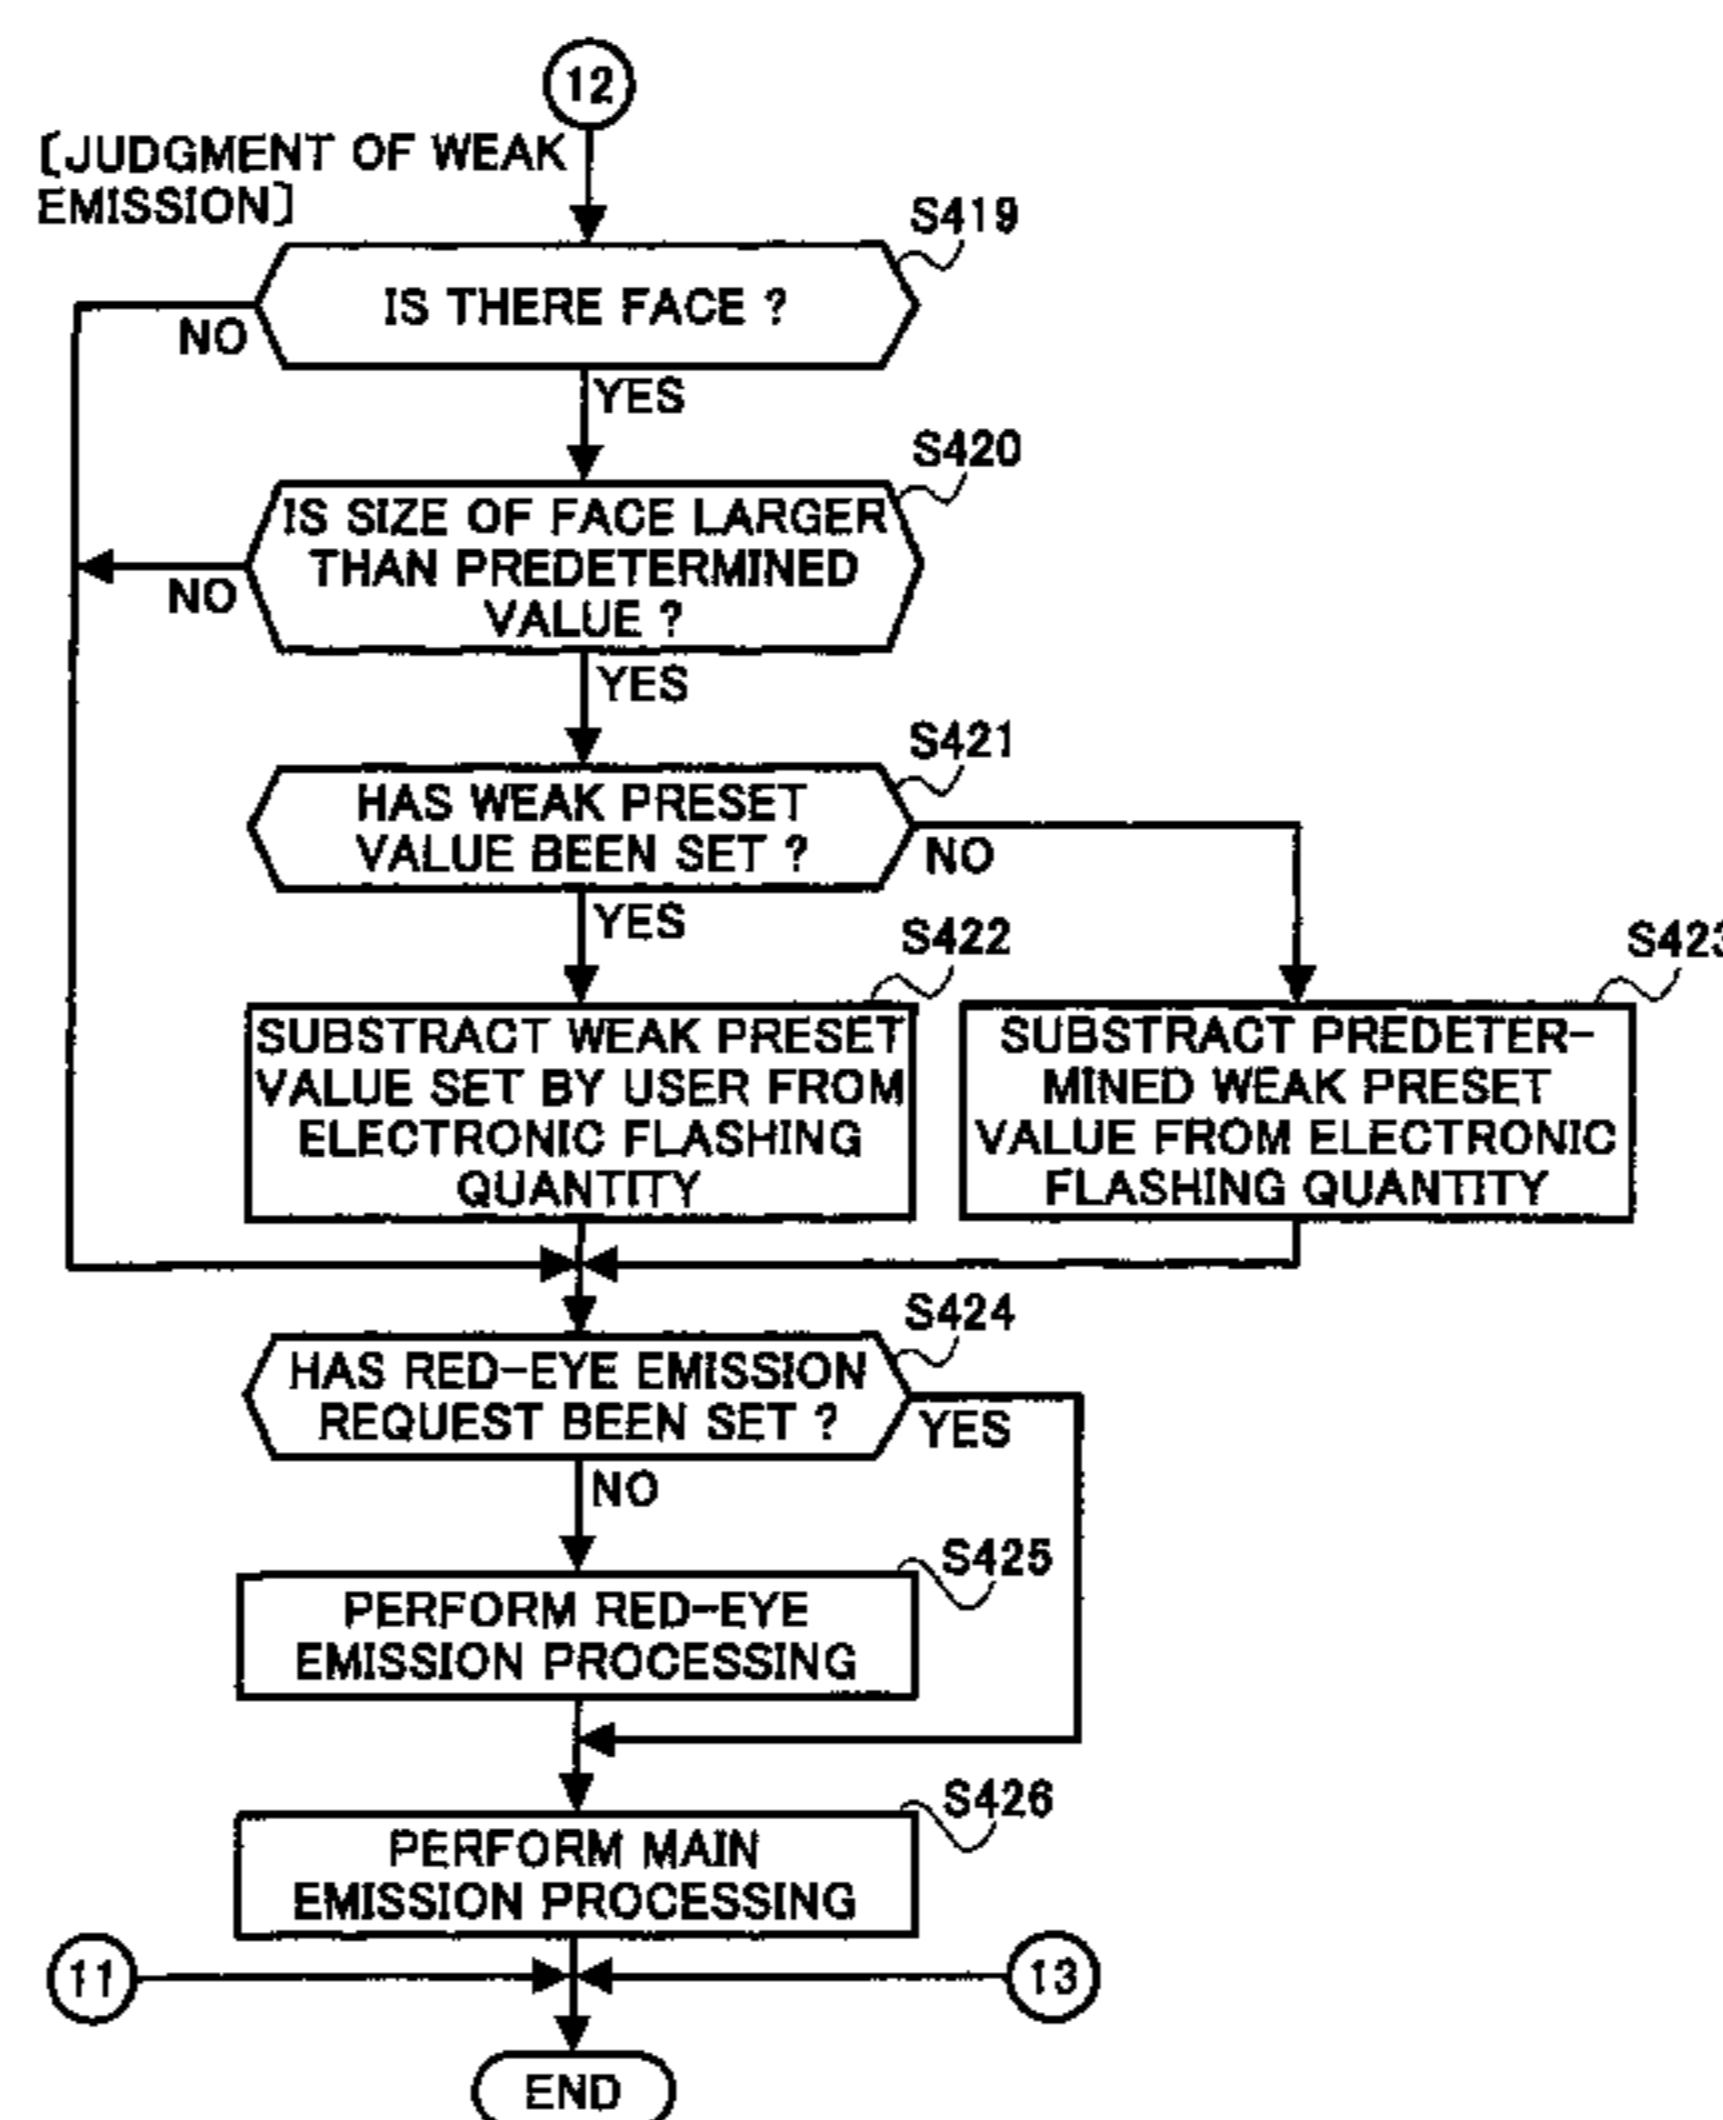 12
[JUDGMENT OF WEAK
EMISSION]
S419
IS THERE FACE ?
NO
YES
S420
IS SIZE OF FACE LARGER
THAN PREDETERMINED
VALUE ?
NO
YES
S421
HAS WEAK PRESET
VALUE BEEN SET ?
NO
YES
S422
SUBSTRACT WEAK PRESET
VALUE SET BY USER FROM
ELECTRONIC FLASHING
QUANTITY
S423
SUBSTRACT PREDETER-
MINED WEAK PRESET
VALUE FROM ELECTRONIC
FLASHING QUANTITY
S424
HAS RED-EYE EMISSION
REQUEST BEEN SET ?
YES
NO
S425
PERFORM RED-EYE
EMISSION PROCESSING
S426
PERFORM MAIN
EMISSION PROCESSING
11
13
END